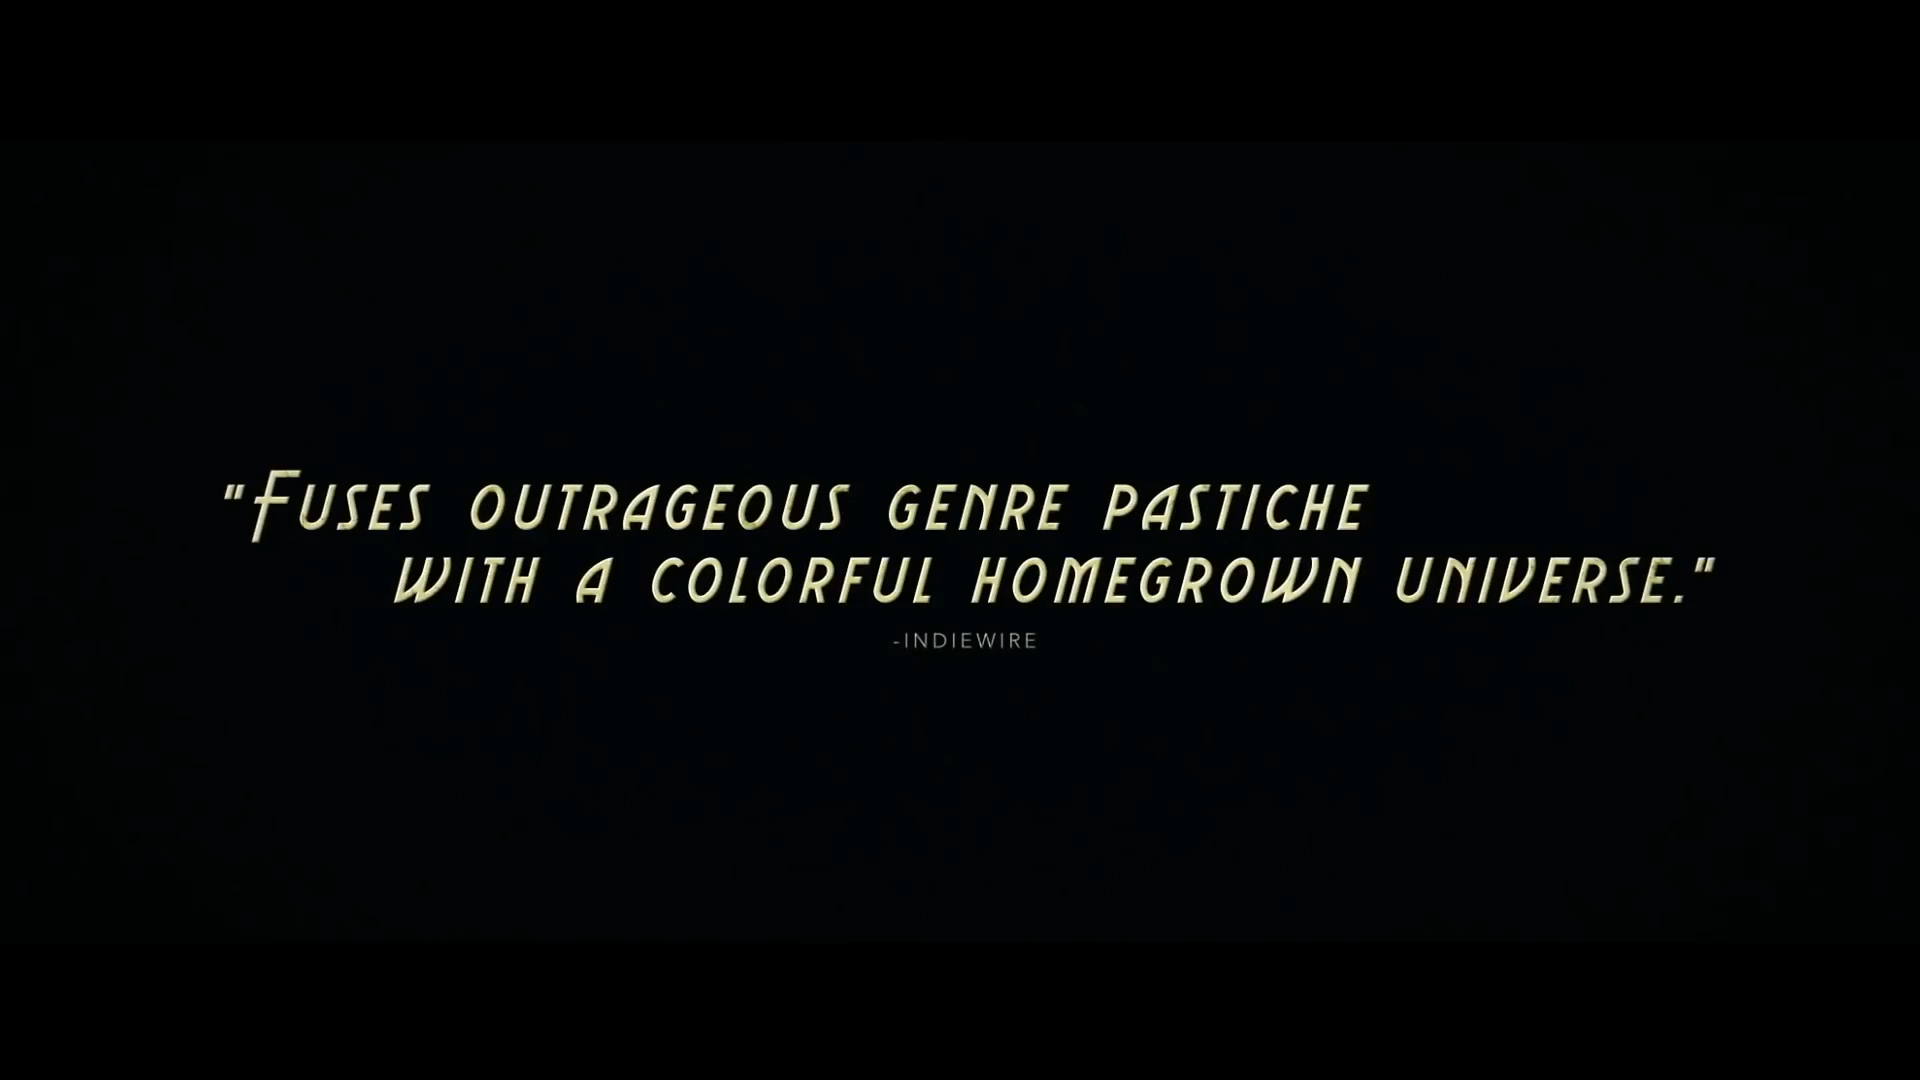 "Fuses outrageous genre pastiche
with a colorful homegrown universe."
-INDIEWIRE